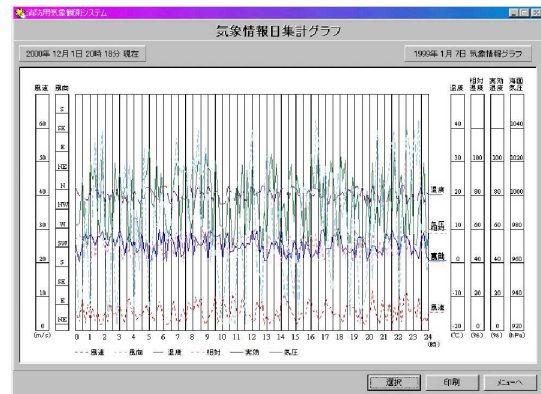 消防用気象観測システム
気象情報日集計グラフ
2000年 12月 1日 20時 18分 現在
1999年 1月 7日 気象情報グラフ
風速 風向
温度 相対湿度 実効湿度 海面気圧
60 50 40 30 20 10 0
(m/s)
S SE E NE N NW W SW S SE E NE
40 30 20 10 0 -10 -20
(℃)
100 80 60 40 20 0
(%)
100 80 60 40 20 0
(%)
1040 1020 1000 980 960 940 920
(hPa)
温度
気圧
相対
実効
風速
0 1 2 3 4 5 6 7 8 9 10 11 12 13 14 15 16 17 18 19 20 21 22 23 24
(時)
風速 風向 温度 相対 実効 気圧
選択 印刷 メニューへ